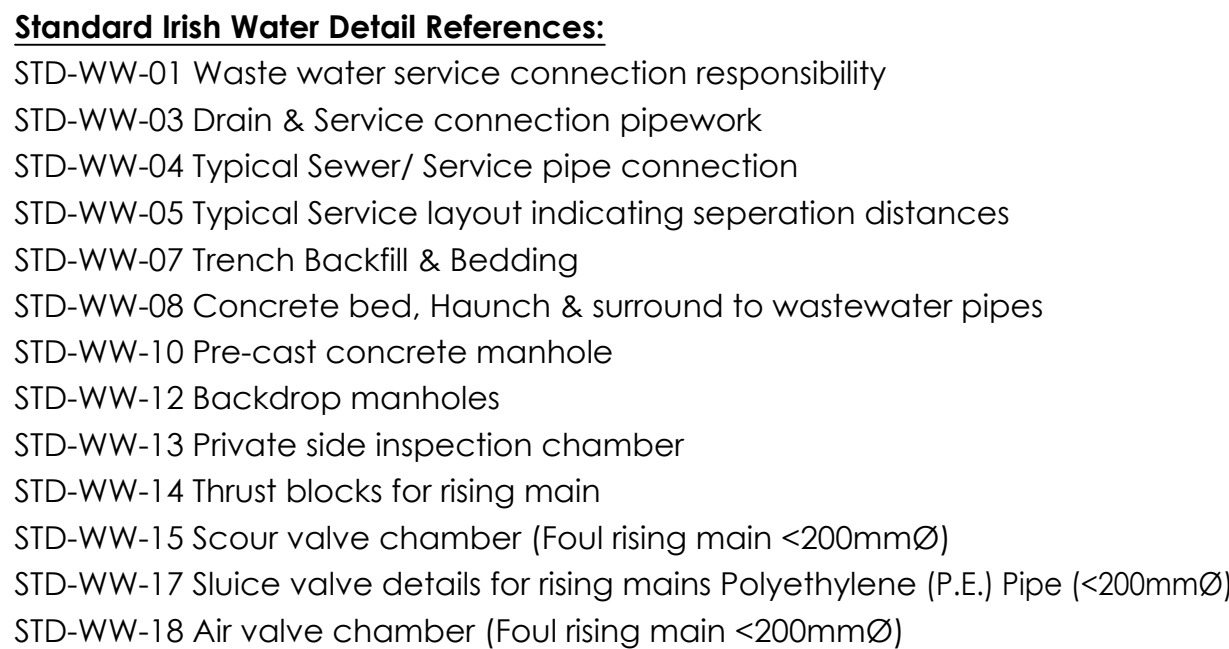 Standard Irish Water Detail References:
STD-WW-01 Waste water service connection responsibility
STD-WW-03 Drain & Service connection pipework
STD-WW-04 Typical Sewer/ Service pipe connection
STD-WW-05 Typical Service layout indicating seperation distances
STD-WW-07 Trench Backfill & Bedding
STD-WW-08 Concrete bed, Haunch & surround to wastewater pipes
STD-WW-10 Pre-cast concrete manhole
STD-WW-12 Backdrop manholes
STD-WW-13 Private side inspection chamber
STD-WW-14 Thrust blocks for rising main
STD-WW-15 Scour valve chamber (Foul rising main <200mmØ)
STD-WW-17 Sluice valve details for rising mains Polyethylene (P.E.) Pipe (<200mmØ)
STD-WW-18 Air valve chamber (Foul rising main <200mmØ)